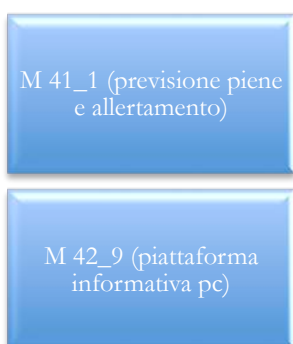 M 41_1 (previsione piene
e allertamento)
M 42_9 (piattaforma
informativa pc)